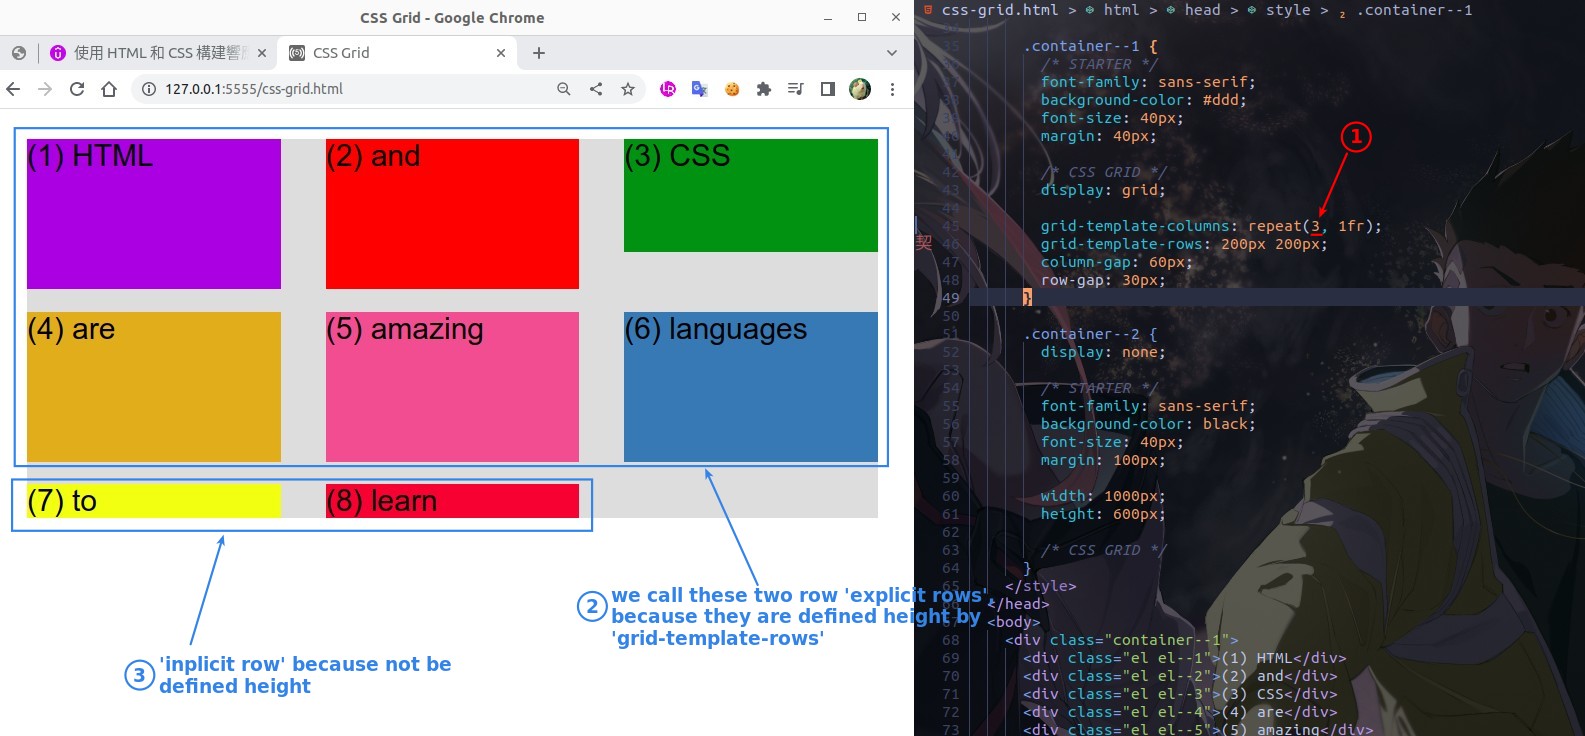 CSS Grid - Google Chrome
使用 HTML 和 CSS 構建響
CSS Grid
127.0.0.1:5555/css-grid.html
(1) HTML
(2) and
(3) CSS
(4) are
(5) amazing
(6) languages
(7) to
(8) learn
② we call these two row 'explicit rows',
because they are defined height by
'grid-template-rows'
③ 'inplicit row' because not be
defined height
css-grid.html > html > head > style > .container--1
①
35 .container--1 {
/* STARTER */
font-family: sans-serif;
background-color: #ddd;
font-size: 40px;
margin: 40px;
42 /* CSS GRID */
43 display: grid;
44
45 grid-template-columns: repeat(3, 1fr);
46 grid-template-rows: 200px 200px;
47 column-gap: 60px;
48 row-gap: 30px;
49 }
50
51 .container--2 {
52 display: none;
53
54 /* STARTER */
55 font-family: sans-serif;
56 background-color: black;
57 font-size: 40px;
58 margin: 100px;
59
60 width: 1000px;
61 height: 600px;
62
63 /* CSS GRID */
64 }
65 </style>
66 </head>
67 <body>
68 <div class="container--1">
69 <div class="el el--1">(1) HTML</div>
70 <div class="el el--2">(2) and</div>
71 <div class="el el--3">(3) CSS</div>
72 <div class="el el--4">(4) are</div>
73 <div class="el el--5">(5) amazing</div>
契